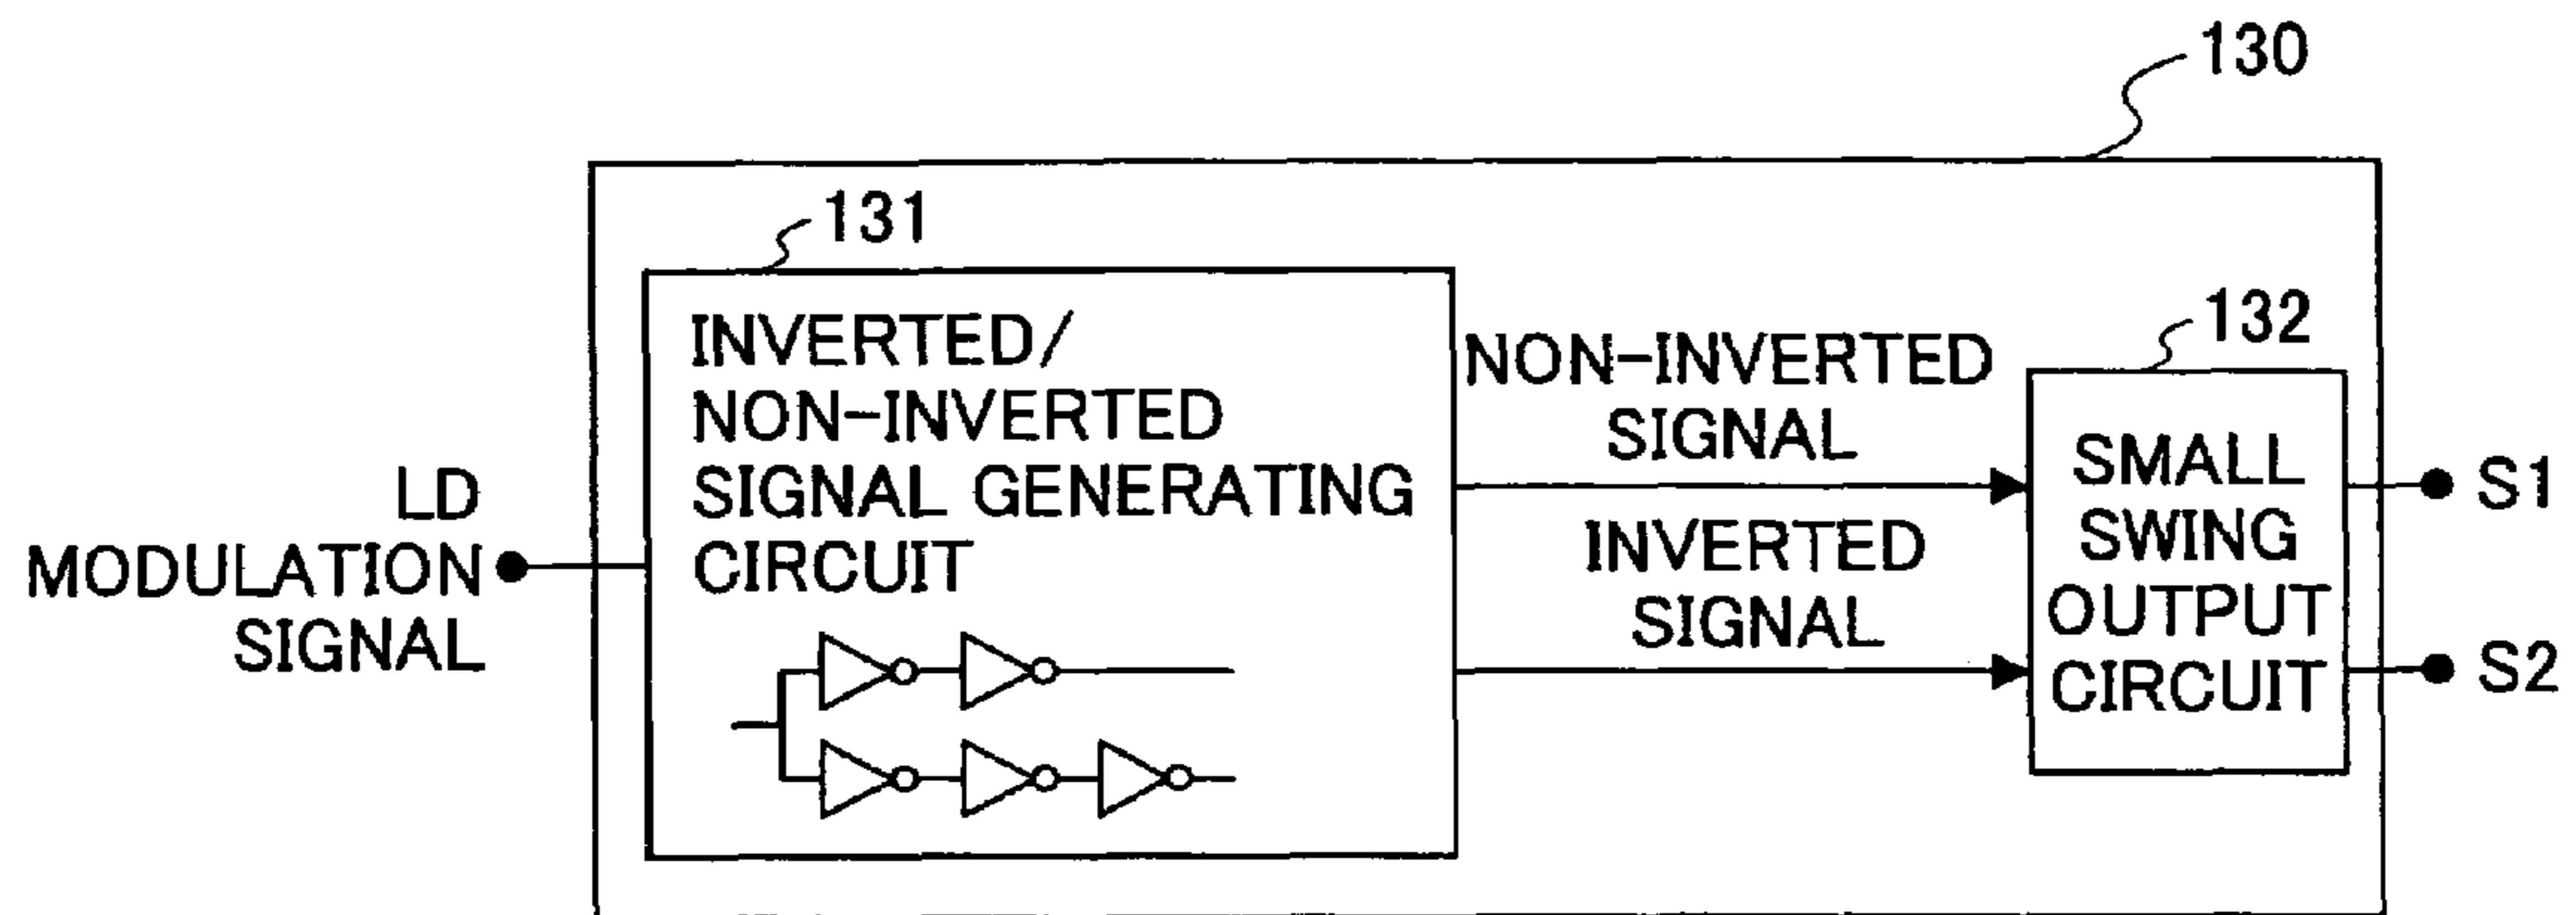 130
131
INVERTED/
NON-INVERTED
SIGNAL GENERATING
CIRCUIT
LD
MODULATION
SIGNAL
NON-INVERTED
SIGNAL
INVERTED
SIGNAL
132
SMALL
SWING
OUTPUT
CIRCUIT
S1
S2